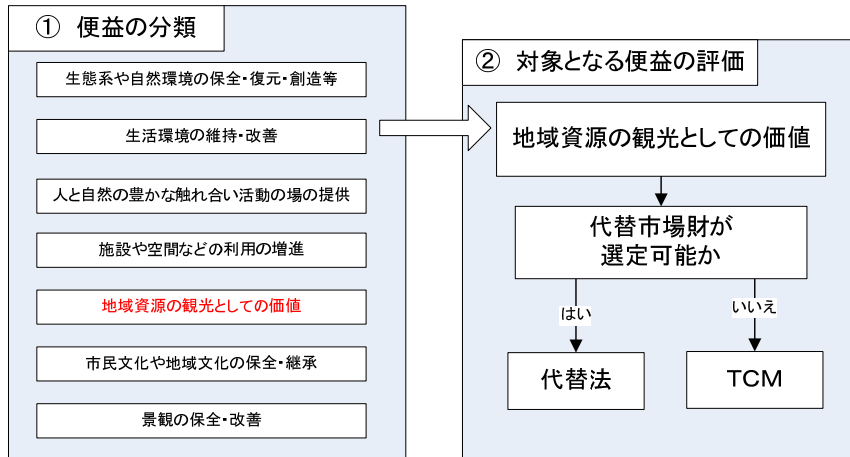 ① 便益の分類
生態系や自然環境の保全・復元・創造等
生活環境の維持・改善
人と自然の豊かな触れ合い活動の場の提供
施設や空間などの利用の増進
地域資源の観光としての価値
市民文化や地域文化の保全・継承
景観の保全・改善
② 対象となる便益の評価
地域資源の観光としての価値
代替市場財が
選定可能か
はい
いいえ
代替法
TCM